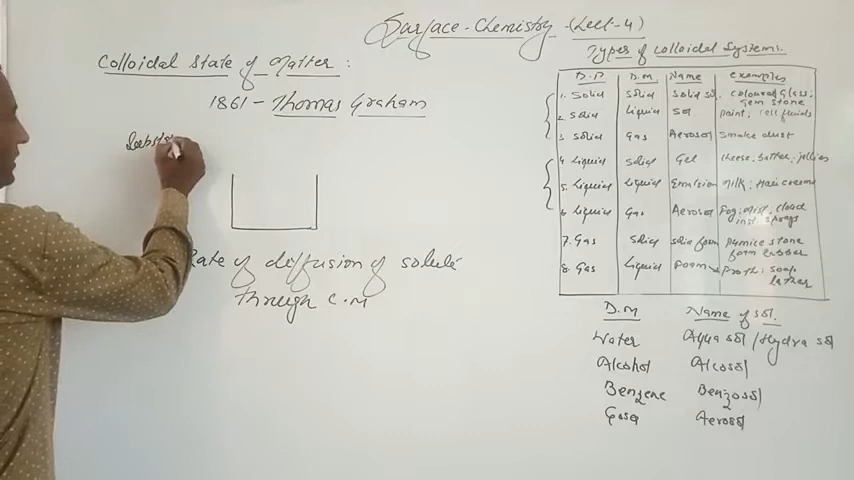 Surface-Chemistry-(Lect-4)
Colloidal State of Matter:
1861-Thomas Graham
Subst
Rate of diffusion of solute
through C.M
Types of Colloidal Systems.
D.P D.M Name examples
1. Solid Solid Solid sol. coloured glass,
gem stone
2. Solid Liquid Sol paint, cell fluids
3. Solid Gas Aerosol Smoke dust
4. Liquid Solid Gel cheese, butter, jellies
5. Liquid Liquid Emulsion Milk, Hair creame
6. Liquid Gas Aerosol Fog, mist, cloud
sprays
7. Gas Solid Solid foam Pumice stone
foam rubber
8. Gas Liquid Foam Froth, soap
lather
D.M Name of sol.
Water Aqua sol/Hydra sol
Alcohol Alcosol
Benzene Benzosol
Gases Aerosol